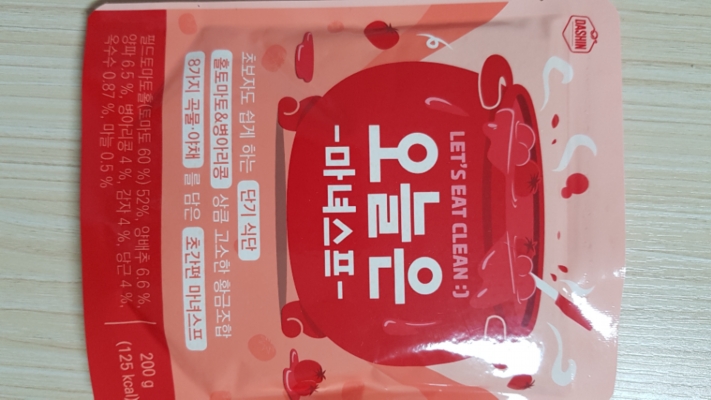 DASHIN
LET'S EAT CLEAN :)
오늘은
-마녀스프-
초보자도 쉽게 하는 단기 식단
홀토마토&병아리콩 상큼 고소한 황금조합
8가지 곡물·야채 를 담은 초간편 마녀스프
필드토마토홀(토마토 60 %) 52%, 양배추 6.6 %,
양파 6.5 %, 병아리콩 4 %, 감자 4 %, 당근 4 %,
옥수수 0.87 %, 마늘 0.5 %
200 g
(125 kcal)